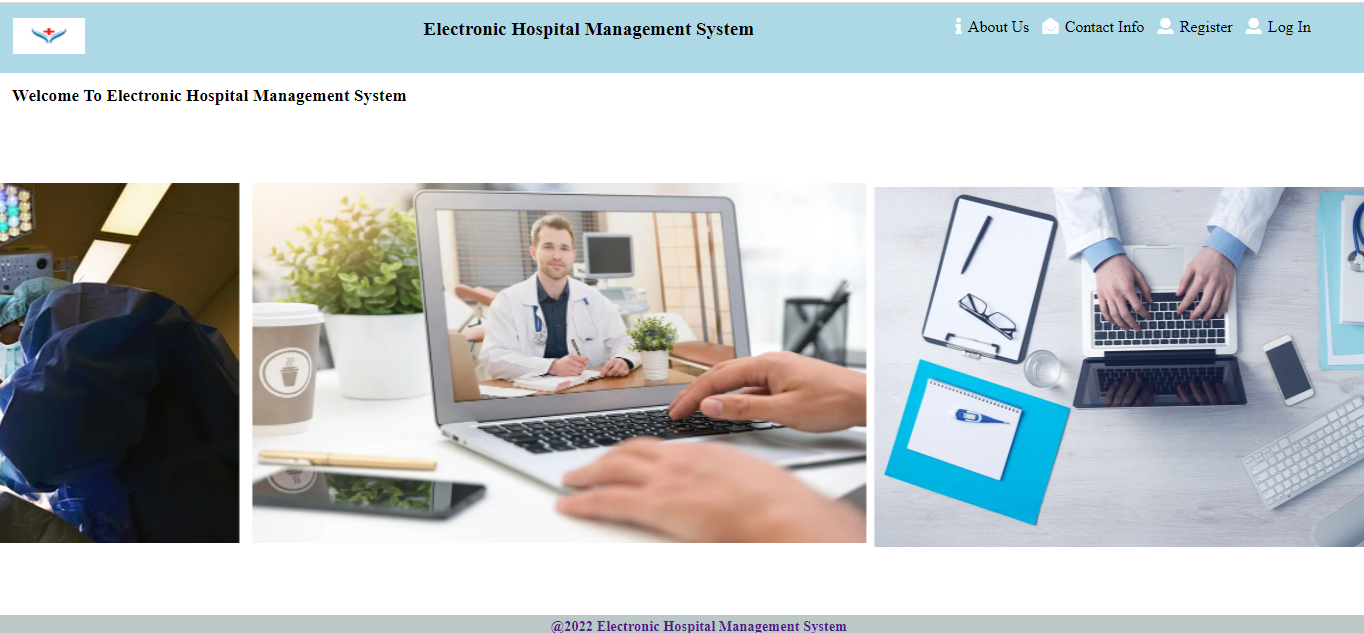 Electronic Hospital Management System
About Us Contact Info Register Log In
Welcome To Electronic Hospital Management System
@2022 Electronic Hospital Management System